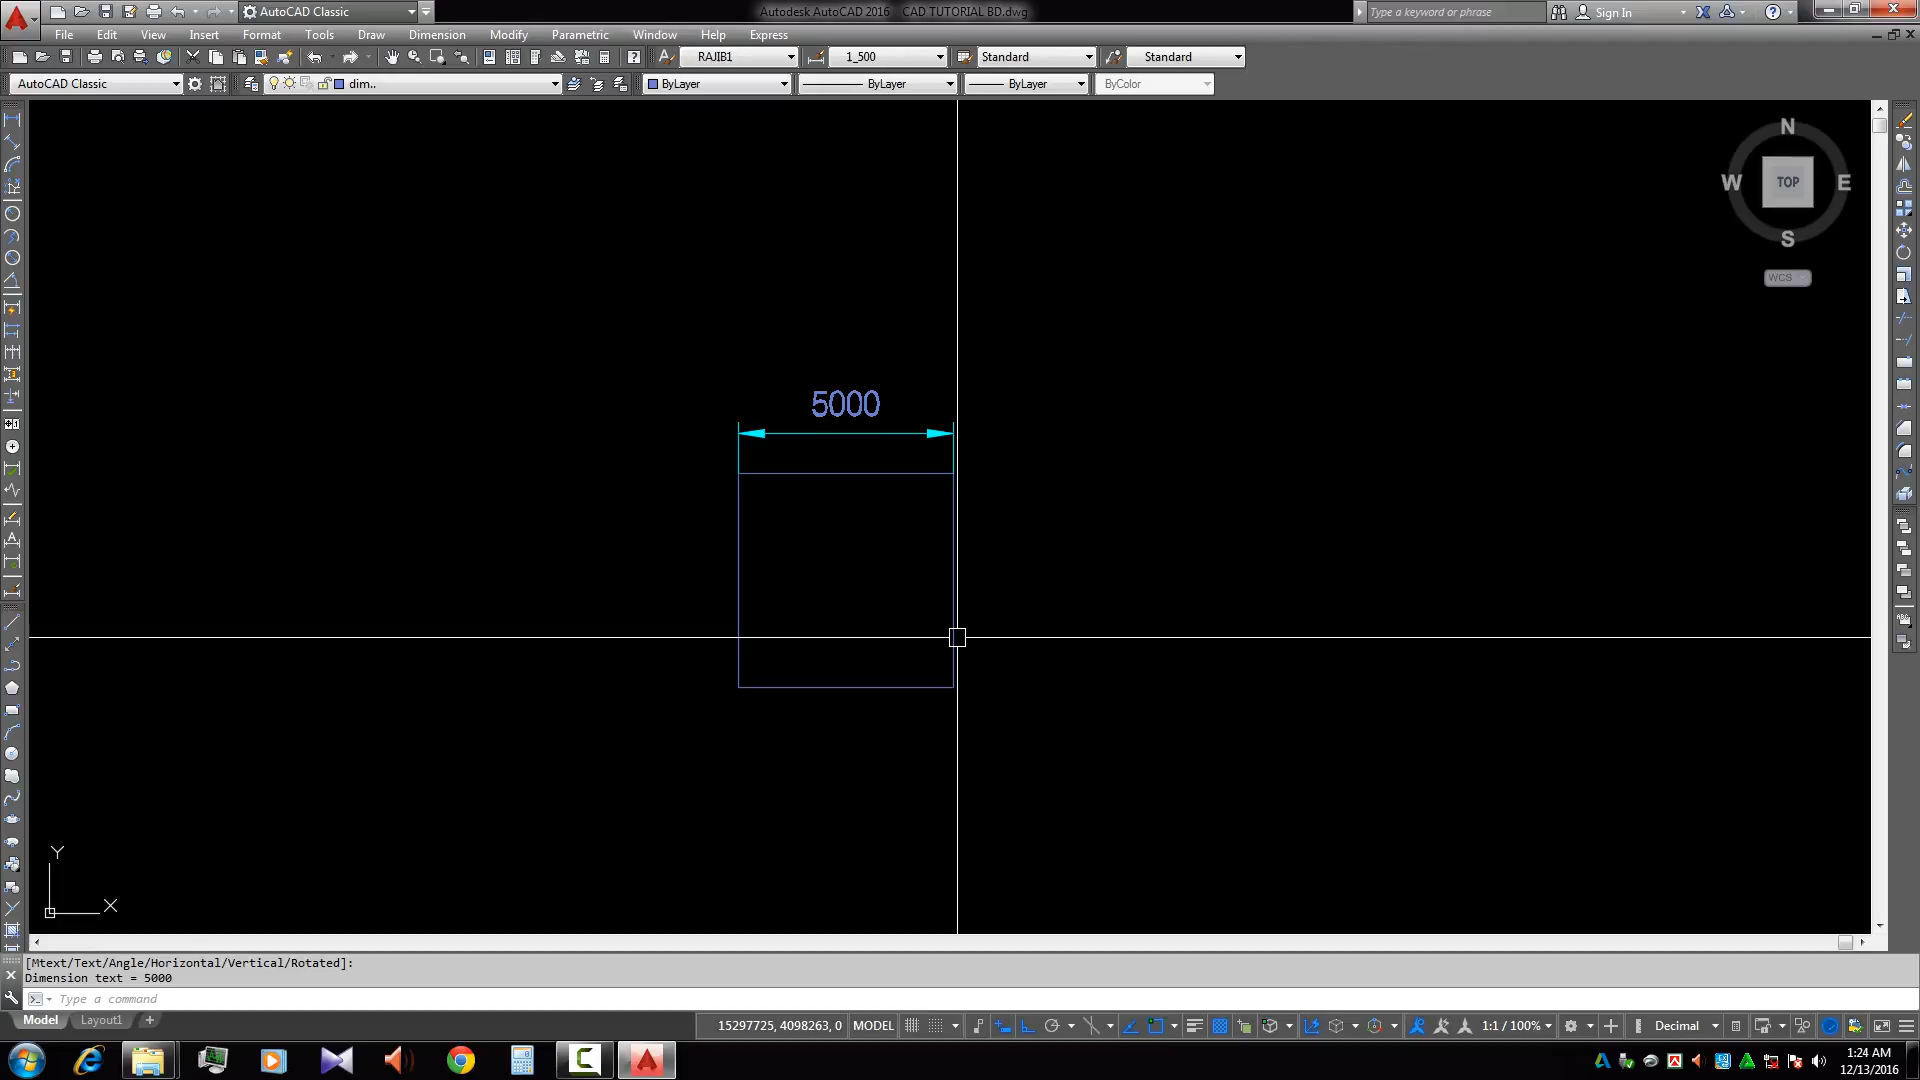 AutoCAD Classic
Autodesk AutoCAD 2016 CAD TUTORIAL BD.dwg
Type a keyword or phrase
Sign In
File Edit View Insert Format Tools Draw Dimension Modify Parametric Window Help Express
RAJIB1 1_500 Standard Standard
AutoCAD Classic dim.. ByLayer ByLayer ByLayer ByColor
N
W TOP E
S
WCS
5000
Y
X
[Mtext/Text/Angle/Horizontal/Vertical/Rotated]:
Dimension text = 5000
Type a command
Model Layout1 +
15297725, 4098263, 0 MODEL 1:1 / 100% Decimal
1:24 AM
12/13/2016